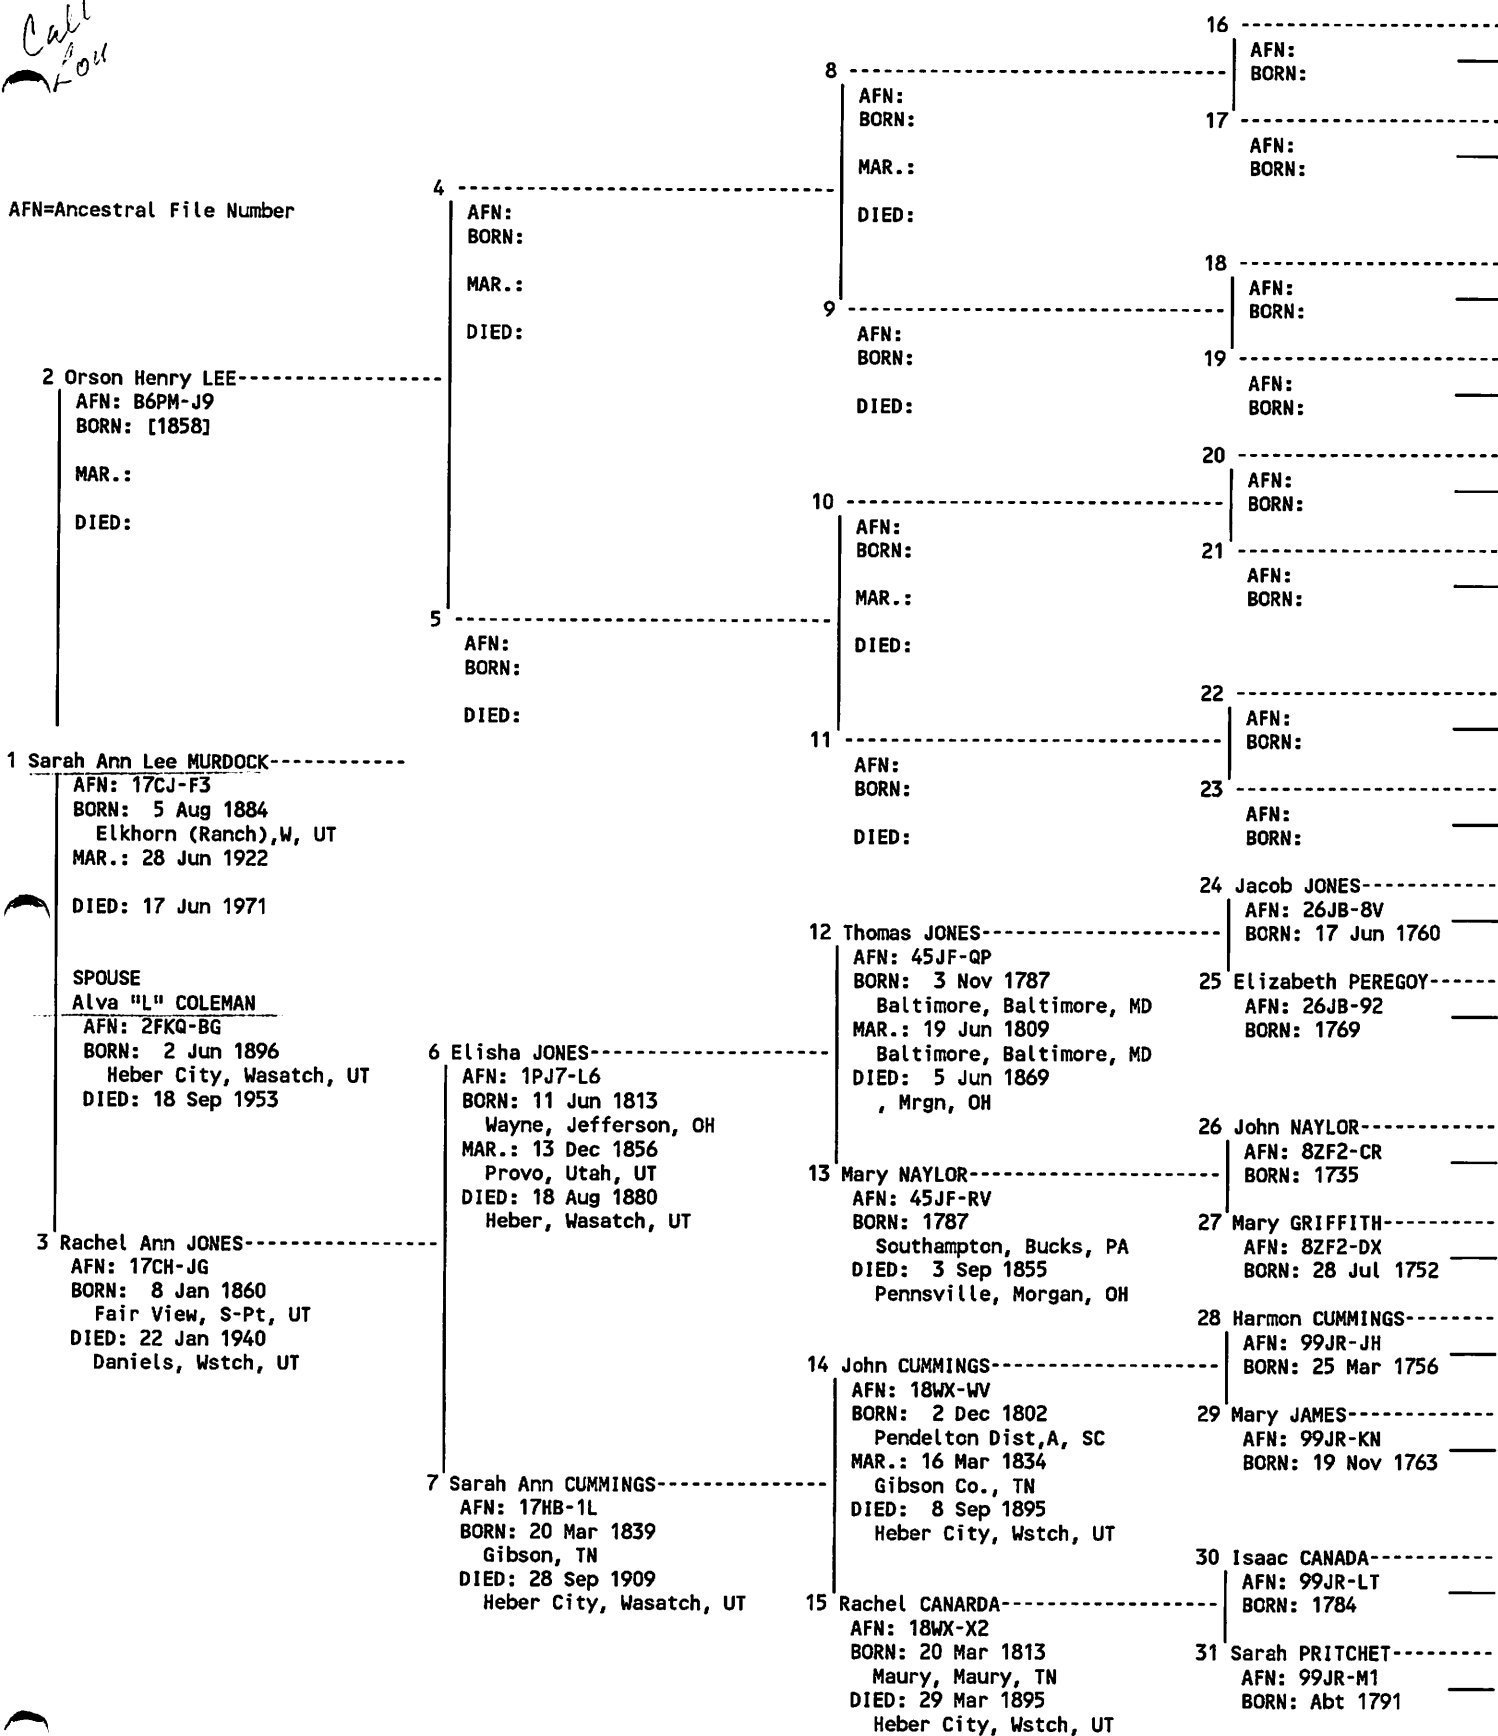 Call
Lou
AFN=Ancestral File Number
1 Sarah Ann Lee MURDOCK-----------
AFN: 17CJ-F3
BORN:  5 Aug 1884
Elkhorn (Ranch),W, UT
MAR.: 28 Jun 1922
DIED: 17 Jun 1971
SPOUSE
Alva "L" COLEMAN
AFN: 2FKQ-BG
BORN:  2 Jun 1896
Heber City, Wasatch, UT
DIED: 18 Sep 1953
2 Orson Henry LEE----------------
AFN: B6PM-J9
BORN: [1858]
MAR.:
DIED:
3 Rachel Ann JONES---------------
AFN: 17CH-JG
BORN:  8 Jan 1860
Fair View, S-Pt, UT
DIED: 22 Jan 1940
Daniels, Wstch, UT
4 --------------------------------
AFN:
BORN:
MAR.:
DIED:
5 --------------------------------
AFN:
BORN:
DIED:
6 Elisha JONES--------------------
AFN: 1PJ7-L6
BORN: 11 Jun 1813
Wayne, Jefferson, OH
MAR.: 13 Dec 1856
Provo, Utah, UT
DIED: 18 Aug 1880
Heber, Wasatch, UT
7 Sarah Ann CUMMINGS--------------
AFN: 17HB-1L
BORN: 20 Mar 1839
Gibson, TN
DIED: 28 Sep 1909
Heber City, Wasatch, UT
8 --------------------------------
AFN:
BORN:
MAR.:
DIED:
9 --------------------------------
AFN:
BORN:
DIED:
10 --------------------------------
AFN:
BORN:
MAR.:
DIED:
11 --------------------------------
AFN:
BORN:
DIED:
12 Thomas JONES--------------------
AFN: 45JF-QP
BORN:  3 Nov 1787
Baltimore, Baltimore, MD
MAR.: 19 Jun 1809
Baltimore, Baltimore, MD
DIED:  5 Jun 1869
, Mrgn, OH
13 Mary NAYLOR---------------------
AFN: 45JF-RV
BORN: 1787
Southampton, Bucks, PA
DIED:  3 Sep 1855
Pennsville, Morgan, OH
14 John CUMMINGS-------------------
AFN: 18WX-WV
BORN:  2 Dec 1802
Pendelton Dist,A, SC
MAR.: 16 Mar 1834
Gibson Co., TN
DIED:  8 Sep 1895
Heber City, Wstch, UT
15 Rachel CANARDA------------------
AFN: 18WX-X2
BORN: 20 Mar 1813
Maury, Maury, TN
DIED: 29 Mar 1895
Heber City, Wstch, UT
16 ----------------------
AFN:
BORN:
17 ----------------------
AFN:
BORN:
18 ----------------------
AFN:
BORN:
19 ----------------------
AFN:
BORN:
20 ----------------------
AFN:
BORN:
21 ----------------------
AFN:
BORN:
22 ----------------------
AFN:
BORN:
23 ----------------------
AFN:
BORN:
24 Jacob JONES-----------
AFN: 26JB-8V
BORN: 17 Jun 1760
25 Elizabeth PEREGOY------
AFN: 26JB-92
BORN: 1769
26 John NAYLOR-----------
AFN: 8ZF2-CR
BORN: 1735
27 Mary GRIFFITH---------
AFN: 8ZF2-DX
BORN: 28 Jul 1752
28 Harmon CUMMINGS--------
AFN: 99JR-JH
BORN: 25 Mar 1756
29 Mary JAMES------------
AFN: 99JR-KN
BORN: 19 Nov 1763
30 Isaac CANADA----------
AFN: 99JR-LT
BORN: 1784
31 Sarah PRITCHET---------
AFN: 99JR-M1
BORN: Abt 1791